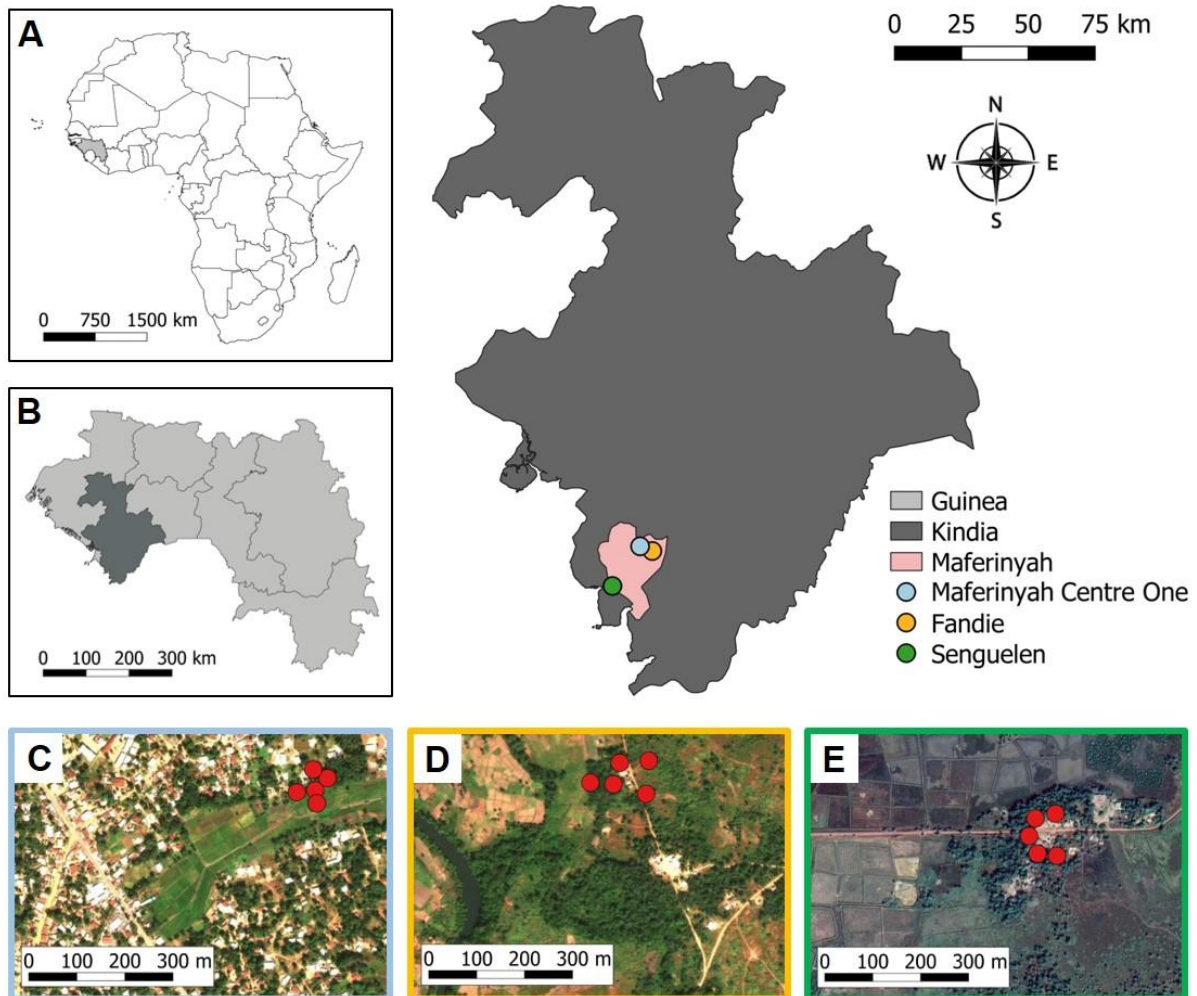 A
0 750 1500 km
B
0 100 200 300 km
0 25 50 75 km
N
W E
S
Guinea
Kindia
Maferinyah
Maferinyah Centre One
Fandie
Senguelen
C
0 100 200 300 m
D
0 100 200 300 m
E
0 100 200 300 m